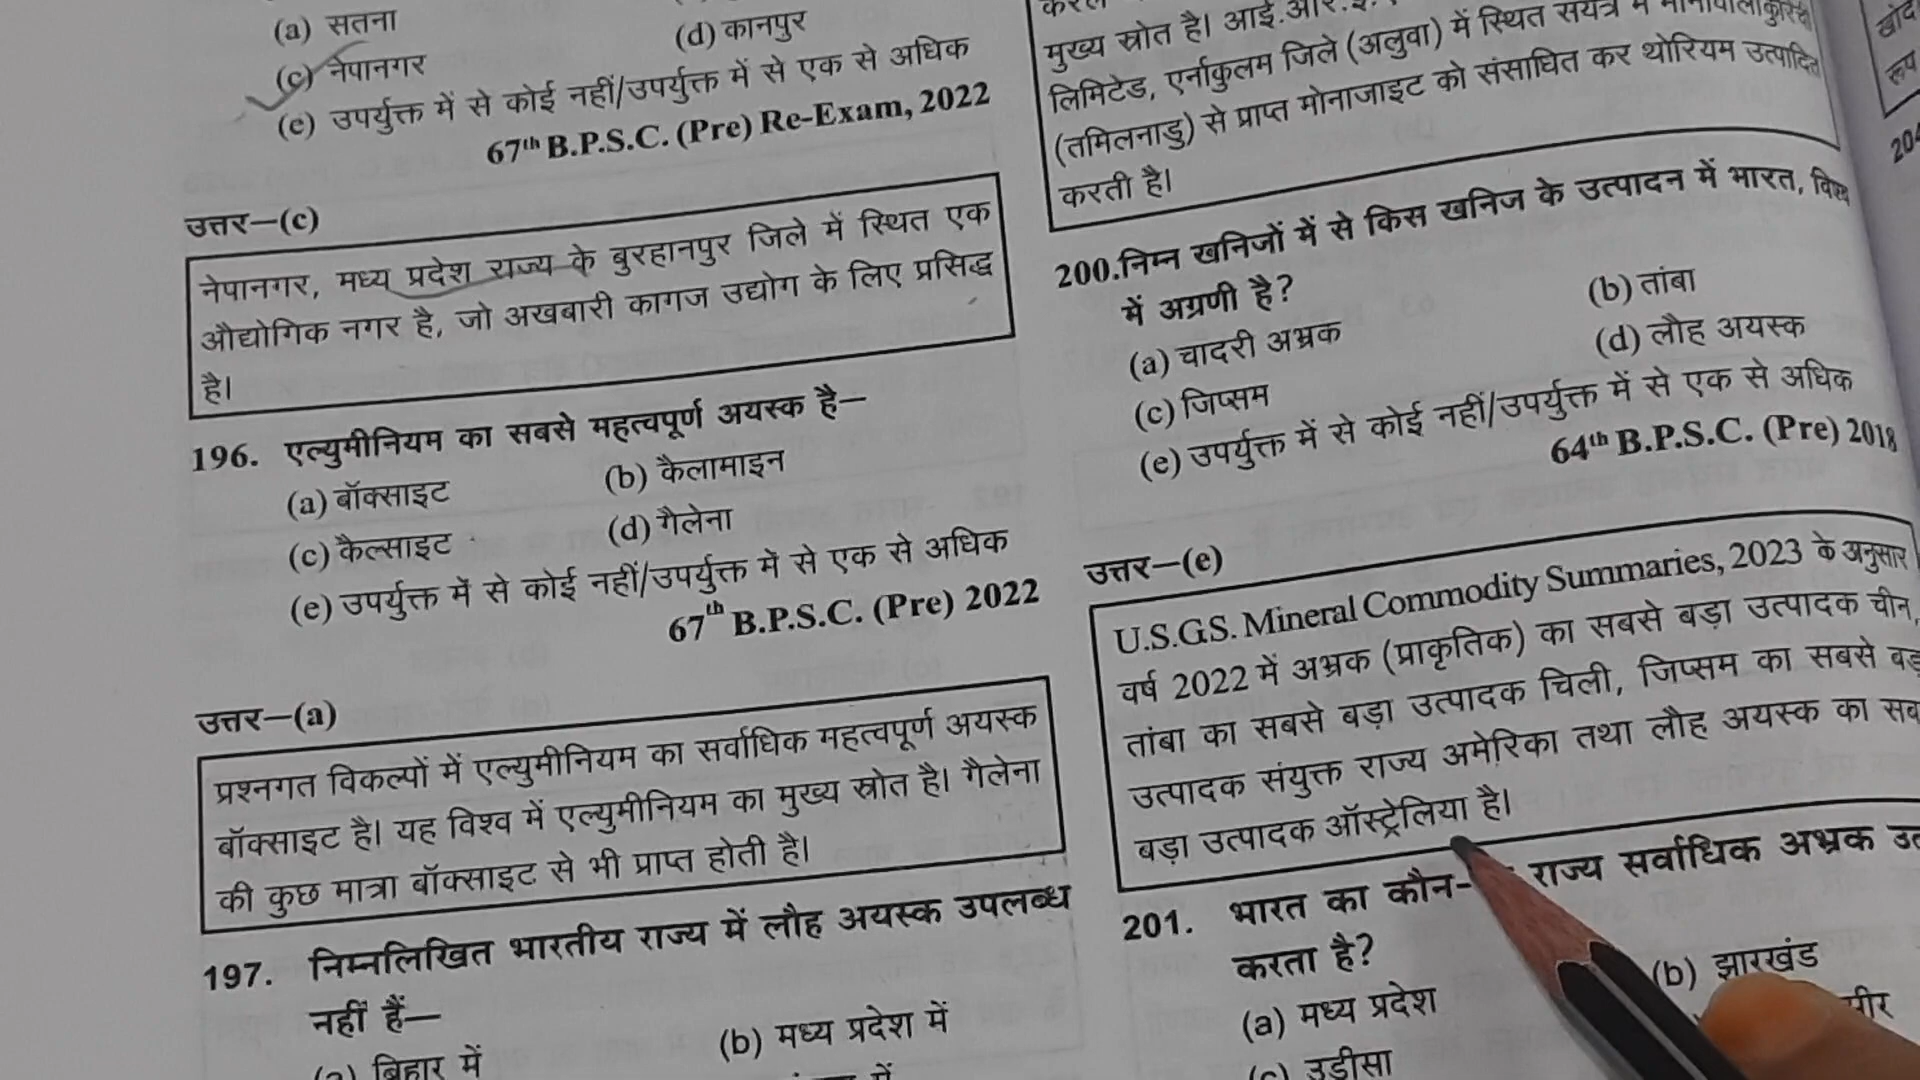 (a) सतना
(d) कानपुर
(c) नेपानगर
(e) उपर्युक्त में से कोई नहीं/उपर्युक्त में से एक से अधिक
67th B.P.S.C. (Pre) Re-Exam, 2022
उत्तर—(c)
नेपानगर, मध्य प्रदेश राज्य के बुरहानपुर जिले में स्थित एक
औद्योगिक नगर है, जो अखबारी कागज उद्योग के लिए प्रसिद्ध
है।
196. एल्युमीनियम का सबसे महत्वपूर्ण अयस्क है—
(a) बॉक्साइट
(b) कैलामाइन
(c) कैल्साइट
(d) गैलेना
(e) उपर्युक्त में से कोई नहीं/उपर्युक्त में से एक से अधिक
67th B.P.S.C. (Pre) 2022
उत्तर—(a)
प्रश्नगत विकल्पों में एल्युमीनियम का सर्वाधिक महत्वपूर्ण अयस्क
बॉक्साइट है। यह विश्व में एल्युमीनियम का मुख्य स्रोत है। गैलेना
की कुछ मात्रा बॉक्साइट से भी प्राप्त होती है।
197. निम्नलिखित भारतीय राज्य में लौह अयस्क उपलब्ध
नहीं हैं—
(a) बिहार में
(b) मध्य प्रदेश में
में
मुख्य स्रोत है। आई.आर.ई. में स्थित संयंत्र में
लिमिटेड, एर्नाकुलम जिले (अलुवा) में
(तमिलनाडु) से प्राप्त मोनाजाइट को संसाधित कर थोरियम उत्पादित
करती है।
200.निम्न खनिजों में से किस खनिज के उत्पादन में भारत, विश्व
में अग्रणी है?
(a) चादरी अभ्रक
(b) तांबा
(c) जिप्सम
(d) लौह अयस्क
(e) उपर्युक्त में से कोई नहीं/उपर्युक्त में से एक से अधिक
64th B.P.S.C. (Pre) 2018
उत्तर—(e)
U.S.G.S. Mineral Commodity Summaries, 2023 के अनुसार
वर्ष 2022 में अभ्रक (प्राकृतिक) का सबसे बड़ा उत्पादक चीन,
तांबा का सबसे बड़ा उत्पादक चिली, जिप्सम का सबसे
उत्पादक संयुक्त राज्य अमेरिका तथा लौह अयस्क का
बड़ा उत्पादक ऑस्ट्रेलिया है।
201. भारत का कौन- राज्य सर्वाधिक अभ्रक
करता है?
(a) मध्य प्रदेश
(b) झारखंड
(c) उड़ीसा
204